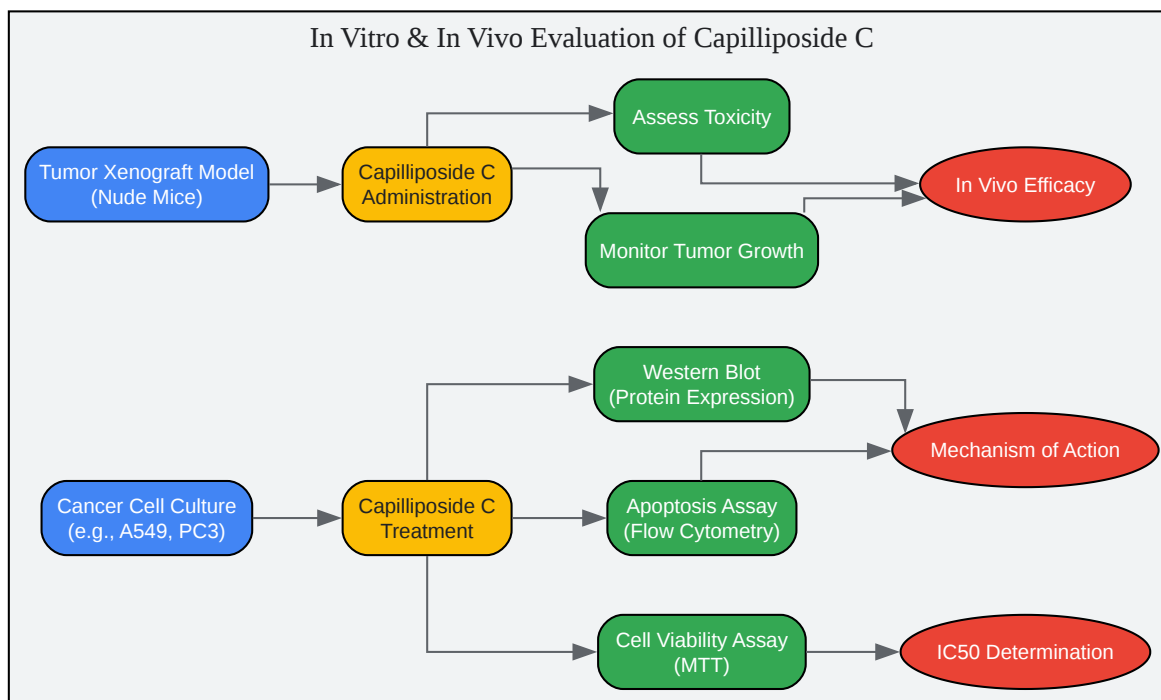 In Vitro & In Vivo Evaluation of Capilliposide C
Assess Toxicity
Tumor Xenograft Model
(Nude Mice)
Capilliposide C
Administration
In Vivo Efficacy
Monitor Tumor Growth
Western Blot
(Protein Expression)
Mechanism of Action
Cancer Cell Culture
(e.g., A549, PC3)
Capilliposide C
Treatment
Apoptosis Assay
(Flow Cytometry)
Cell Viability Assay
(MTT)
IC50 Determination